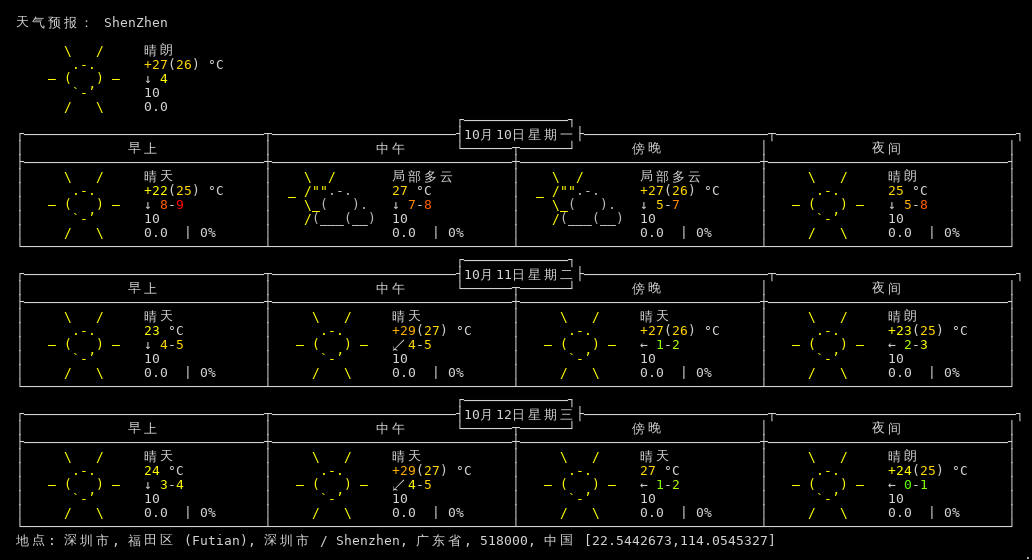 天气预报： ShenZhen
晴朗
+27(26) °C
↓ 4
10
0.0
10月10日星期一
早上 中午 傍晚 夜间
晴天 局部多云 局部多云 晴朗
+22(25) °C 27 °C +27(26) °C 25 °C
↓ 8-9 ↓ 7-8 ↓ 5-7 ↓ 5-8
10 10 10 10
0.0 | 0% 0.0 | 0% 0.0 | 0% 0.0 | 0%
10月11日星期二
早上 中午 傍晚 夜间
晴天 晴天 晴天 晴朗
23 °C +29(27) °C +27(26) °C +23(25) °C
↓ 4-5 ↙ 4-5 ← 1-2 ← 2-3
10 10 10 10
0.0 | 0% 0.0 | 0% 0.0 | 0% 0.0 | 0%
10月12日星期三
早上 中午 傍晚 夜间
晴天 晴天 晴天 晴朗
24 °C +29(27) °C 27 °C +24(25) °C
↓ 3-4 ↙ 4-5 ← 1-2 ← 0-1
10 10 10 10
0.0 | 0% 0.0 | 0% 0.0 | 0% 0.0 | 0%
地点: 深圳市, 福田区 (Futian), 深圳市 / Shenzhen, 广东省, 518000, 中国 [22.5442673,114.0545327]